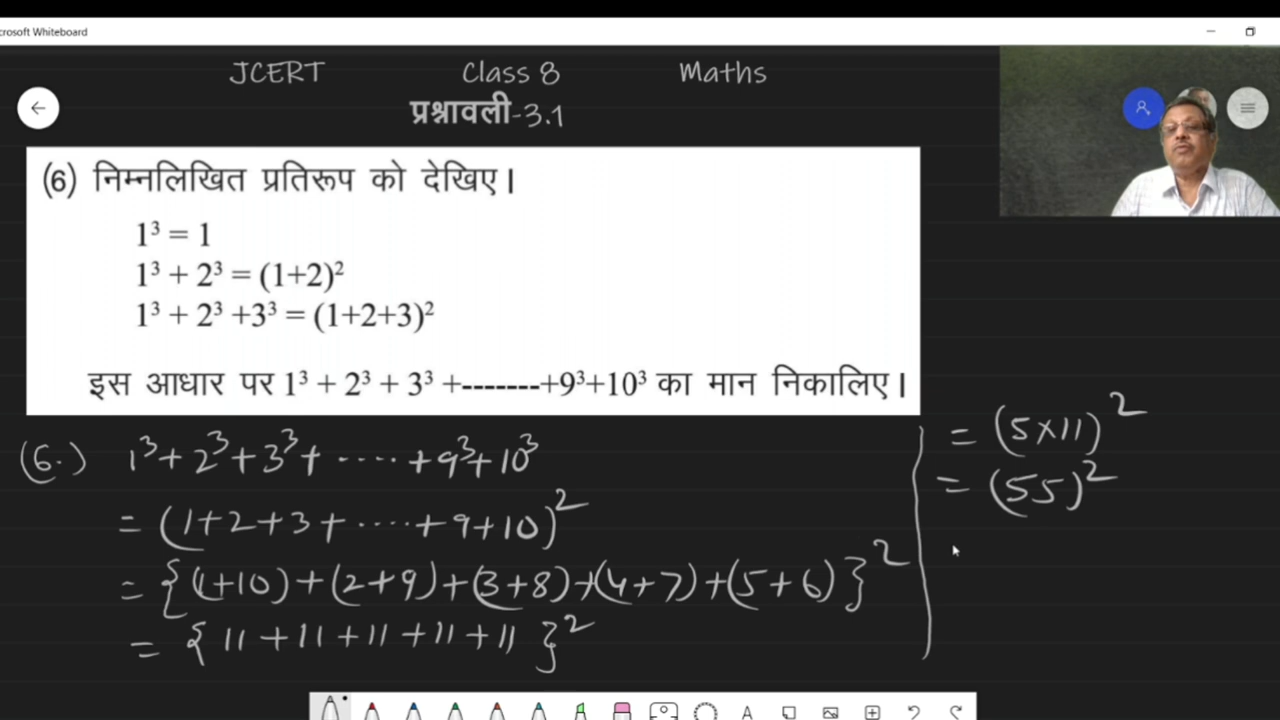 crosoft Whiteboard
JCERT Class 8 Maths
प्रश्नावली-3.1
(6) निम्नलिखित प्रतिरूप को देखिए।
1³ = 1
1³ + 2³ = (1+2)²
1³ + 2³ +3³ = (1+2+3)²
इस आधार पर 1³ + 2³ + 3³ +-------+9³+10³ का मान निकालिए।
(6.) 1³+2³+3³+ ····· +9³+10³
= (1+2+3+ ····· +9+10)²
= {(1+10)+(2+9)+(3+8)+(4+7)+(5+6)}²
= {11+11+11+11+11}²
= (5×11)²
= (55)²
A